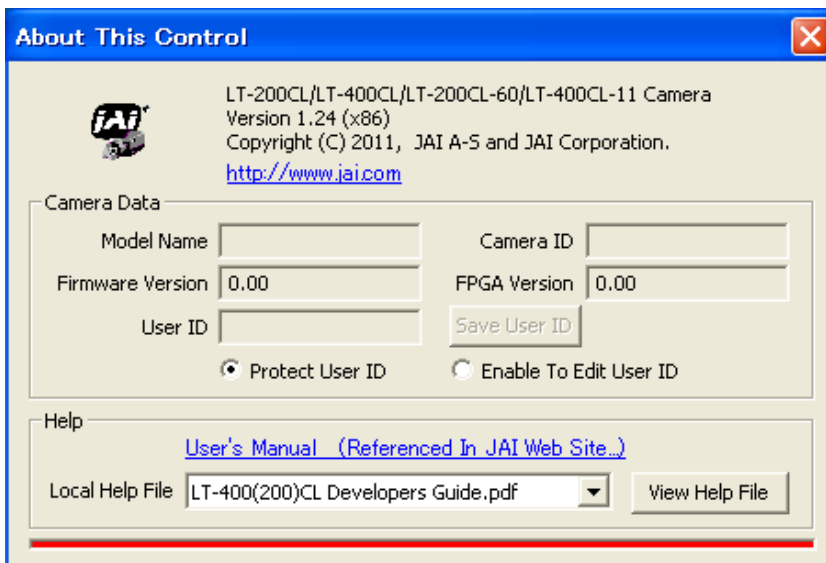 About This Control
JAi
LT-200CL/LT-400CL/LT-200CL-60/LT-400CL-11 Camera
Version 1.24 (x86)
Copyright (C) 2011,  JAI A-S and JAI Corporation.
http://www.jai.com
Camera Data
Model Name Camera ID
Firmware Version 0.00 FPGA Version 0.00
User ID Save User ID
Protect User ID Enable To Edit User ID
Help
User's Manual  (Referenced In JAI Web Site...)
Local Help File LT-400(200)CL Developers Guide.pdf View Help File